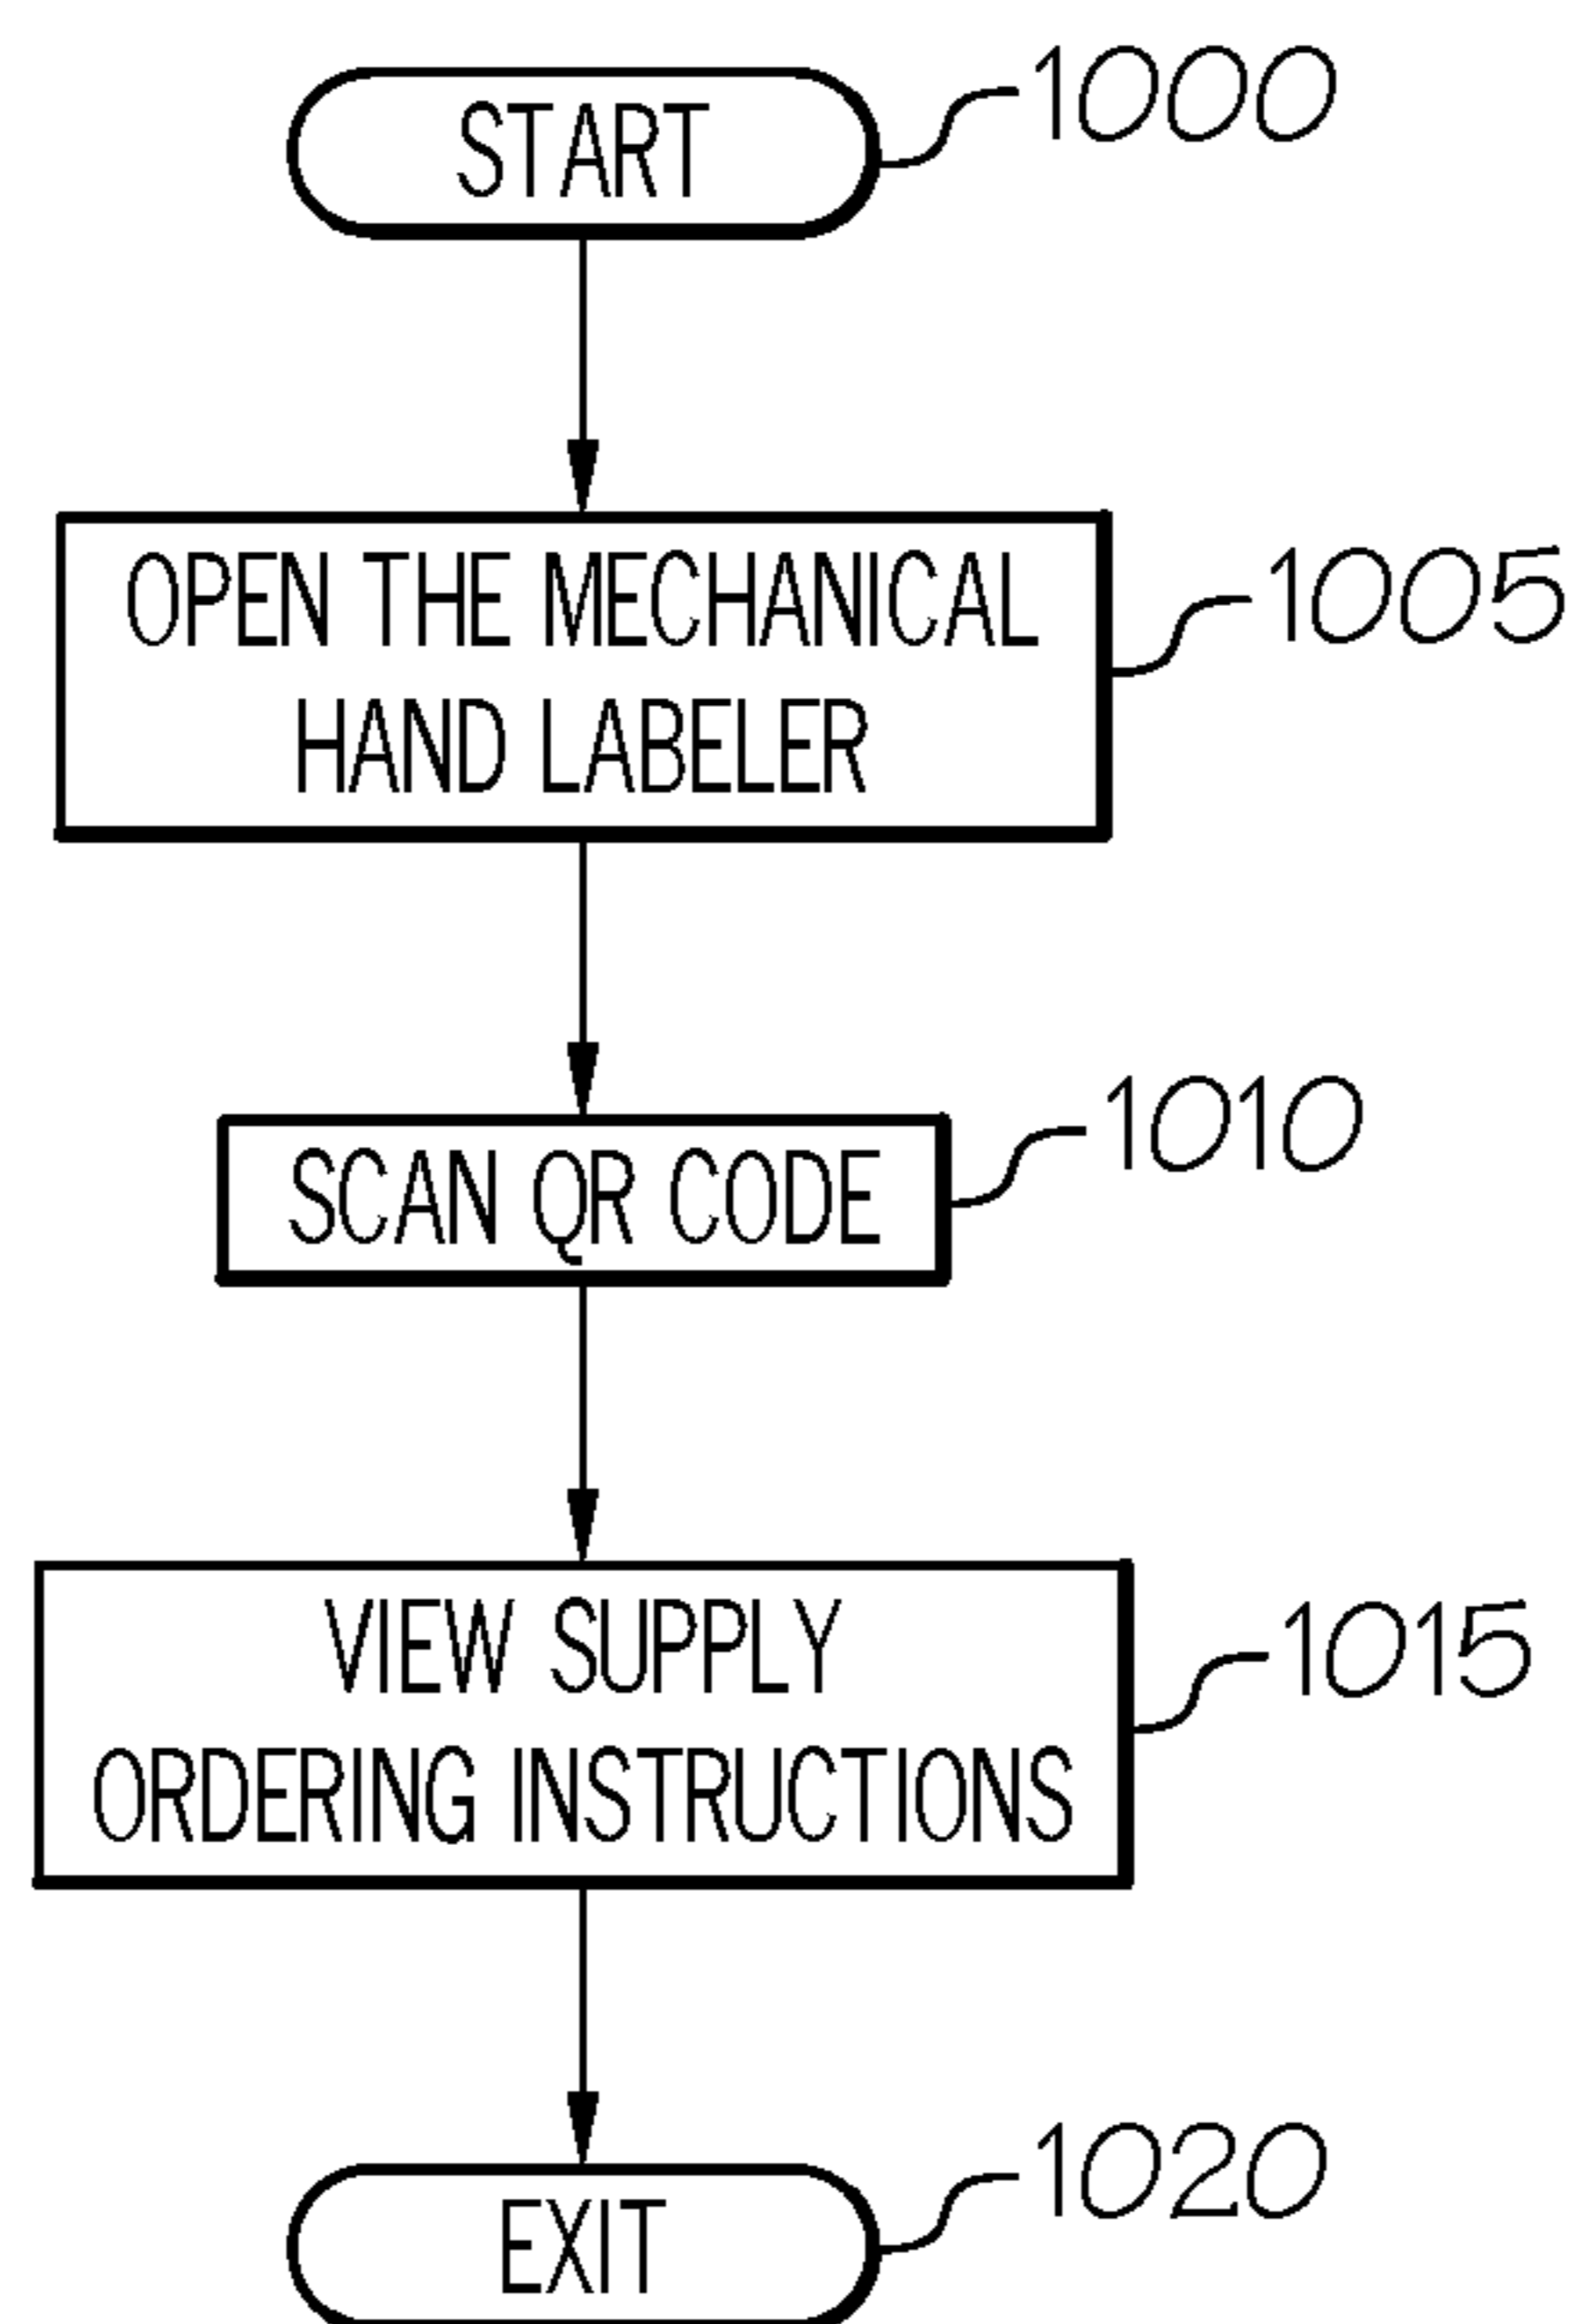 START
1000
OPEN THE MECHANICAL
HAND LABELER
1005
SCAN QR CODE
1010
VIEW SUPPLY
ORDERING INSTRUCTIONS
1015
EXIT
1020